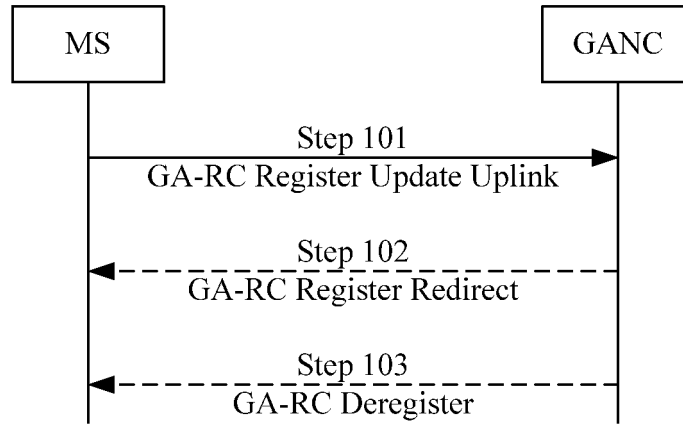 MS
GANC
Step 101
GA-RC Register Update Uplink
Step 102
GA-RC Register Redirect
Step 103
GA-RC Deregister